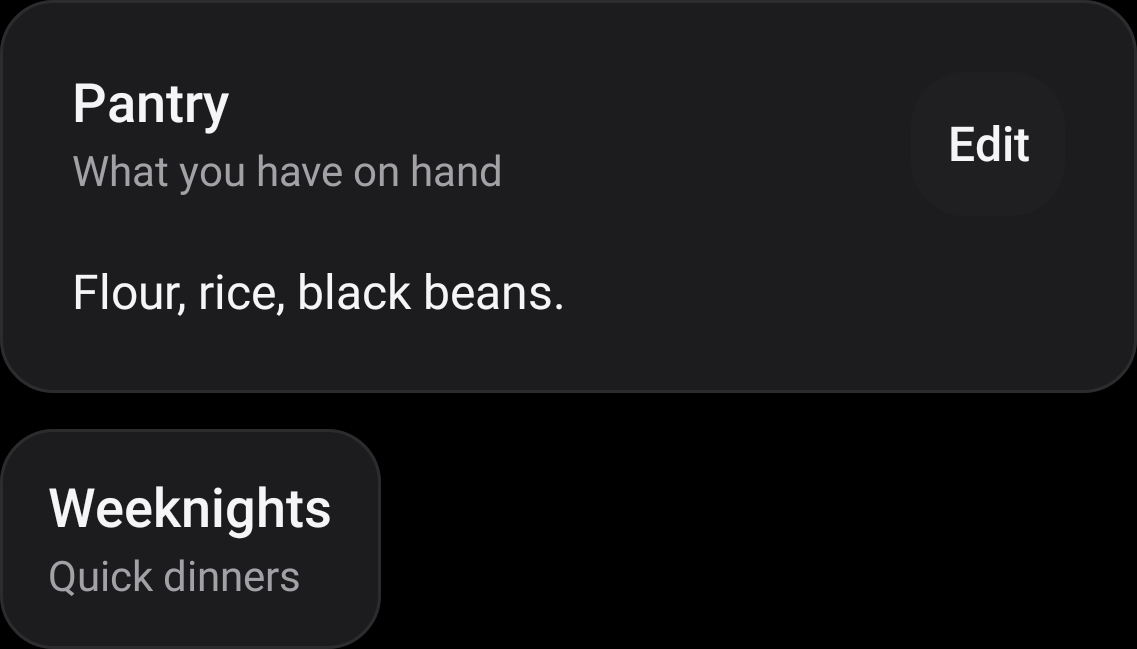 Pantry
What you have on hand
Edit
Flour, rice, black beans.
Weeknights
Quick dinners